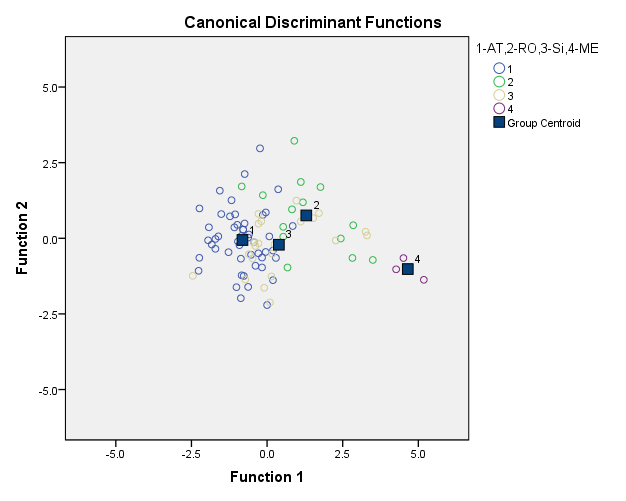 Canonical Discriminant Functions
1-AT,2-RO,3-Si,4-ME
1
2
3
4
Group Centroid
Function 2
5.0
2.5
0.0
-2.5
-5.0
1
2
3
4
-5.0 -2.5 0.0 2.5 5.0
Function 1